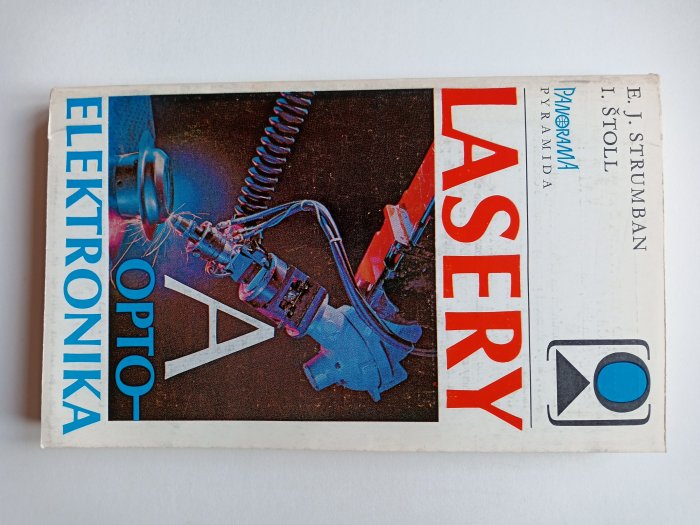 E. J. STRUMBAN
I. ŠTOLL
PANORAMA
PYRAMIDA
LASERY
A
OPTO-
ELEKTRONIKA